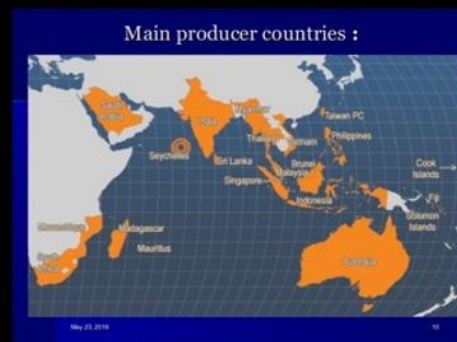 Main producer countries :
Saudi
Arabia
India
Myanmar
Taiwan PC
Thailand
Vietnam
Philippines
Seychelles
Sri Lanka
Brunei
Malaysia
Singapore
Indonesia
Cook
Islands
Fiji
Solomon
Islands
Mozambique
Madagascar
Mauritius
South
Africa
Australia
May 23, 2016
10